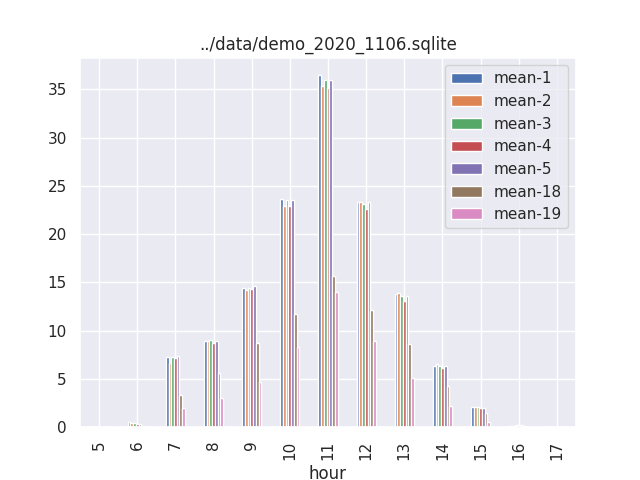 ../data/demo_2020_1106.sqlite
mean-1
mean-2
mean-3
mean-4
mean-5
mean-18
mean-19
35
30
25
20
15
10
5
0
5 6 7 8 9 10 11 12 13 14 15 16 17
hour